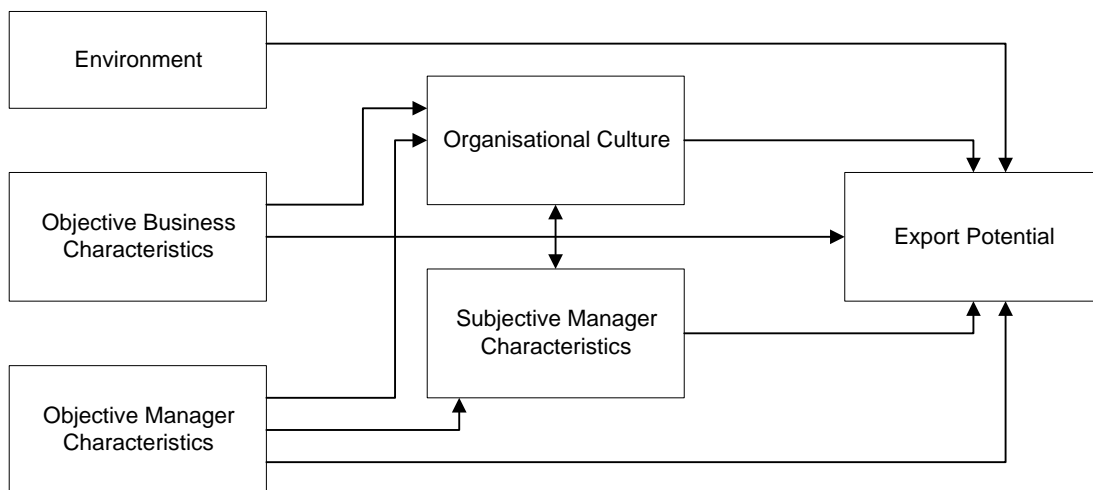 Environment
Organisational Culture
Objective Business
Characteristics
Export Potential
Subjective Manager
Characteristics
Objective Manager
Characteristics